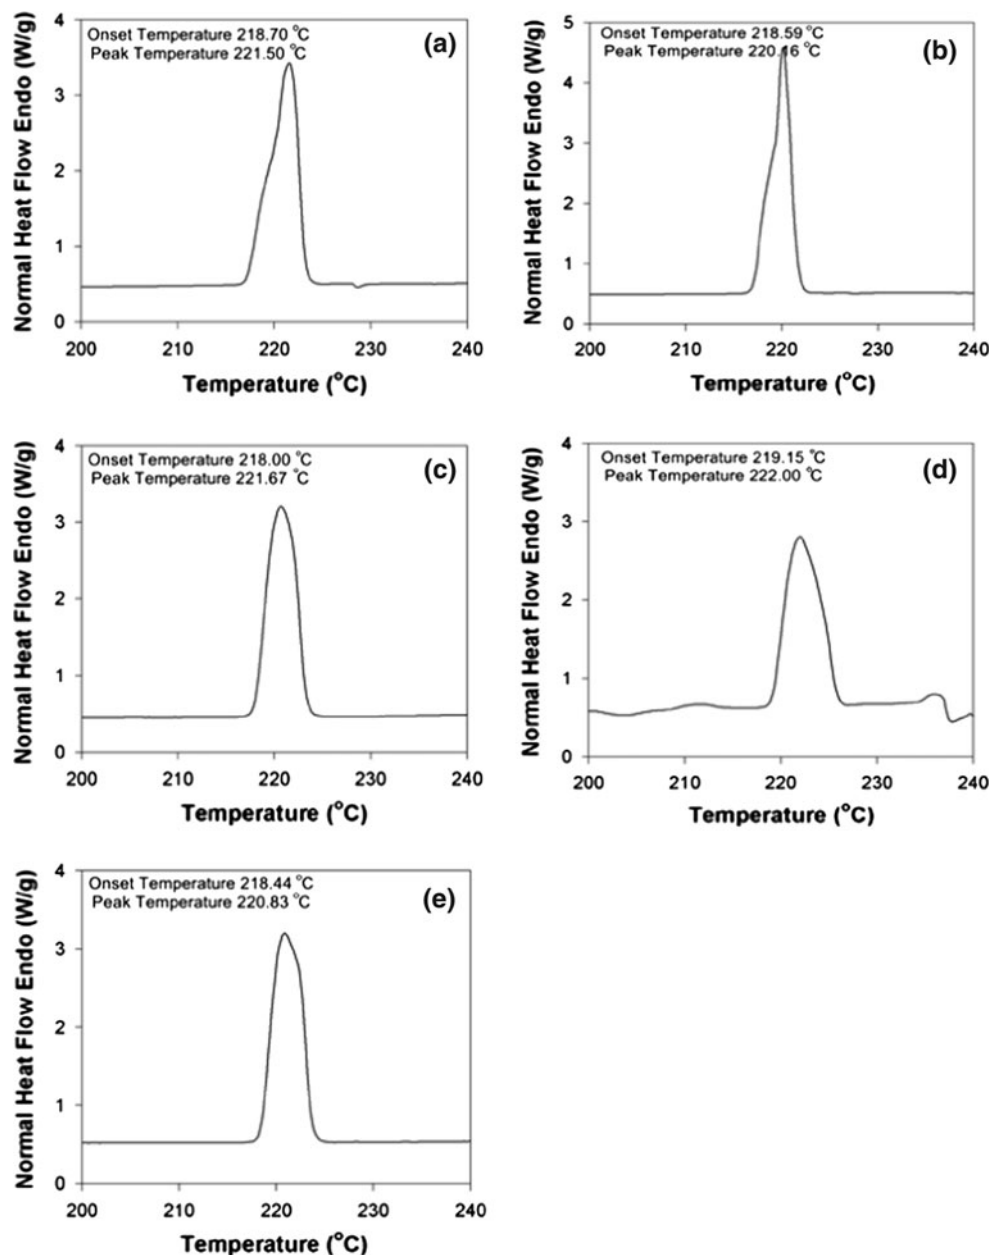 Onset Temperature 218.70 °C
Peak Temperature 221.50 °C
(a)
Normal Heat Flow Endo (W/g)
4
3
2
1
0
200 210 220 230 240
Temperature (°C)
Onset Temperature 218.59 °C
Peak Temperature 220.16 °C
(b)
Normal Heat Flow Endo (W/g)
5
4
3
2
1
0
200 210 220 230 240
Temperature (°C)
Onset Temperature 218.00 °C
Peak Temperature 221.67 °C
(c)
Normal Heat Flow Endo (W/g)
4
3
2
1
0
200 210 220 230 240
Temperature (°C)
Onset Temperature 219.15 °C
Peak Temperature 222.00 °C
(d)
Normal Heat Flow Endo (W/g)
4
3
2
1
0
200 210 220 230 240
Temperature (°C)
Onset Temperature 218.44 °C
Peak Temperature 220.83 °C
(e)
Normal Heat Flow Endo (W/g)
4
3
2
1
0
200 210 220 230 240
Temperature (°C)